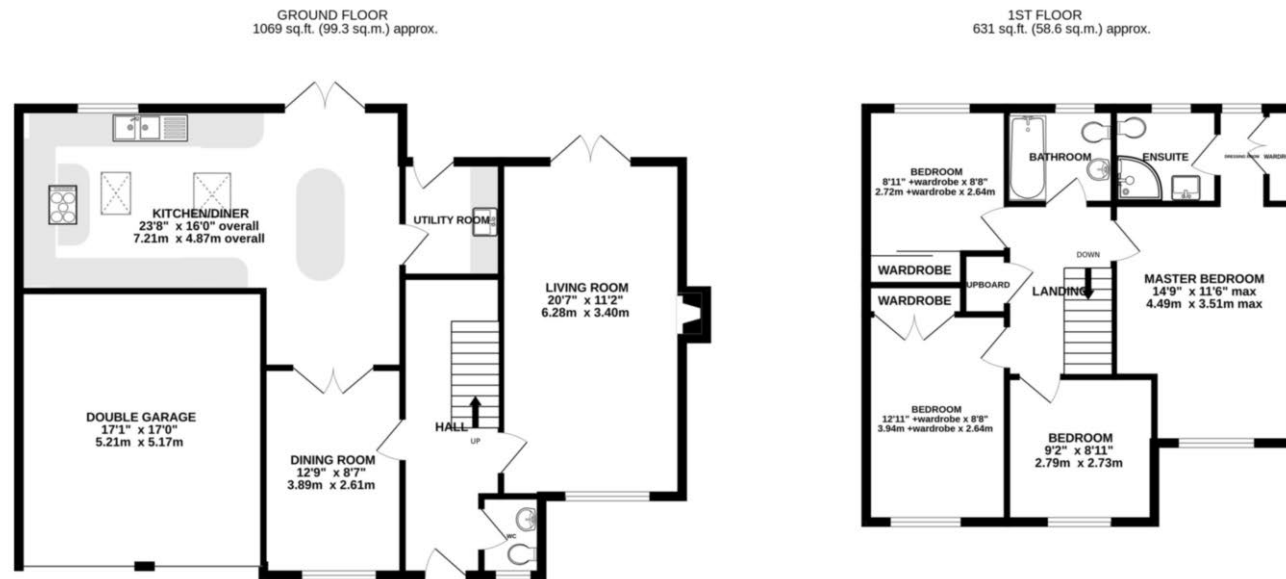 GROUND FLOOR
1069 sq.ft. (99.3 sq.m.) approx.
KITCHEN/DINER
23'8" x 16'0" overall
7.21m x 4.87m overall
UTILITY ROOM
LIVING ROOM
20'7" x 11'2"
6.28m x 3.40m
DOUBLE GARAGE
17'1" x 17'0"
5.21m x 5.17m
DINING ROOM
12'9" x 8'7"
3.89m x 2.61m
HALL
UP
WC
1ST FLOOR
631 sq.ft. (58.6 sq.m.) approx.
BEDROOM
8'11" +wardrobe x 8'8"
2.72m +wardrobe x 2.64m
BATHROOM
ENSUITE
DRESSING ROOM
WARDR
WARDROBE
WARDROBE
UPBOARD
LANDING
DOWN
MASTER BEDROOM
14'9" x 11'6" max
4.49m x 3.51m max
BEDROOM
12'11" +wardrobe x 8'8"
3.94m +wardrobe x 2.64m
BEDROOM
9'2" x 8'11"
2.79m x 2.73m